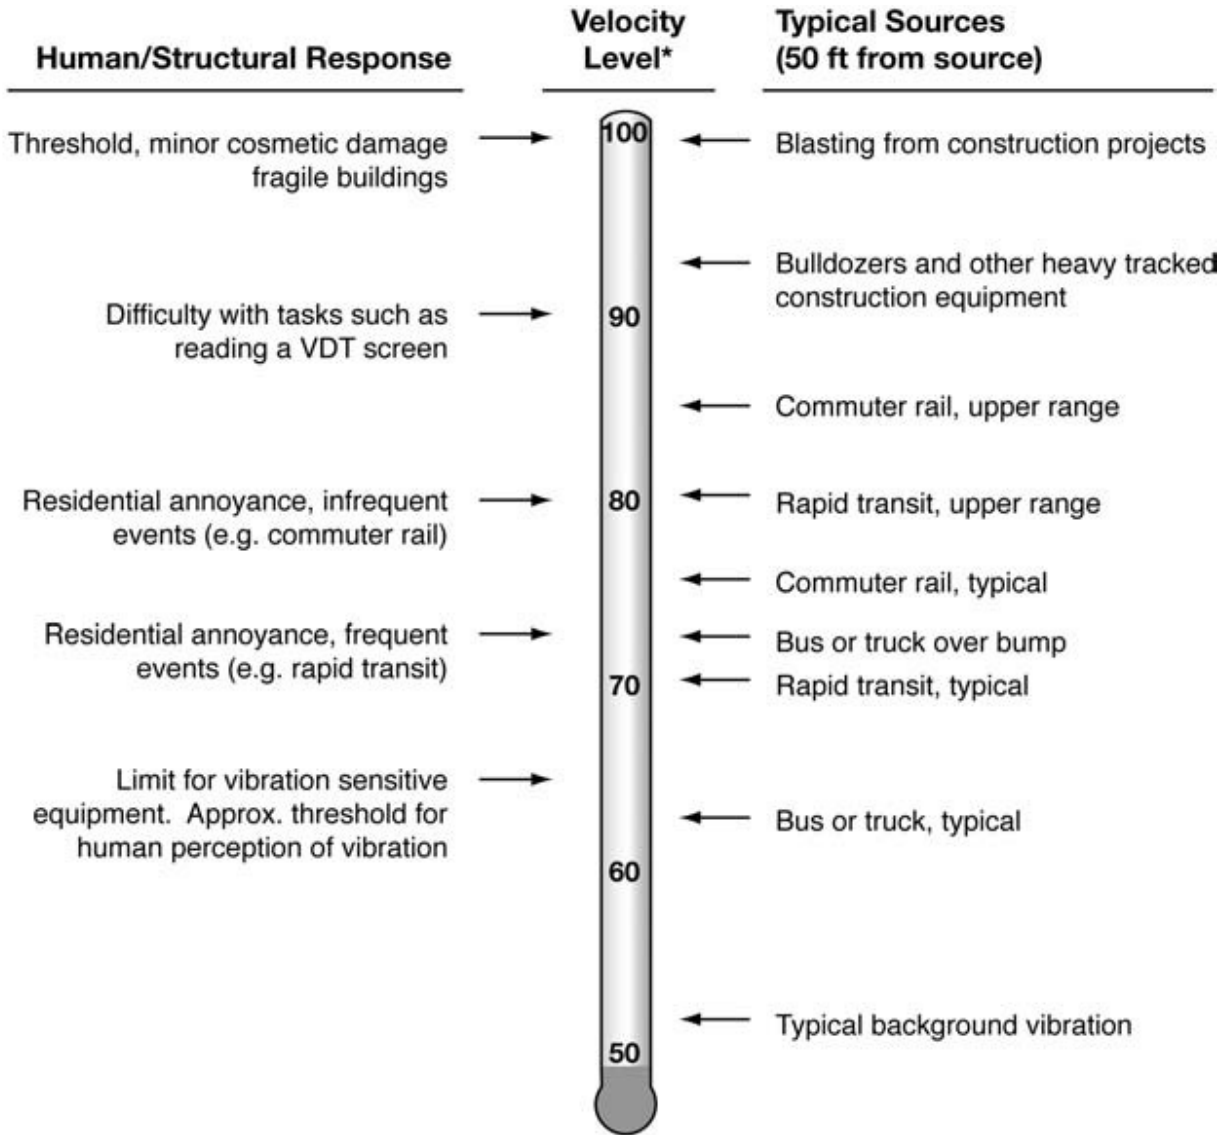 Human/Structural Response
Velocity
Level*
Typical Sources
(50 ft from source)
Threshold, minor cosmetic damage
fragile buildings
100
Blasting from construction projects
Bulldozers and other heavy tracked
construction equipment
Difficulty with tasks such as
reading a VDT screen
90
Commuter rail, upper range
Residential annoyance, infrequent
events (e.g. commuter rail)
80
Rapid transit, upper range
Commuter rail, typical
Residential annoyance, frequent
events (e.g. rapid transit)
Bus or truck over bump
70
Rapid transit, typical
Limit for vibration sensitive
equipment. Approx. threshold for
human perception of vibration
Bus or truck, typical
60
Typical background vibration
50